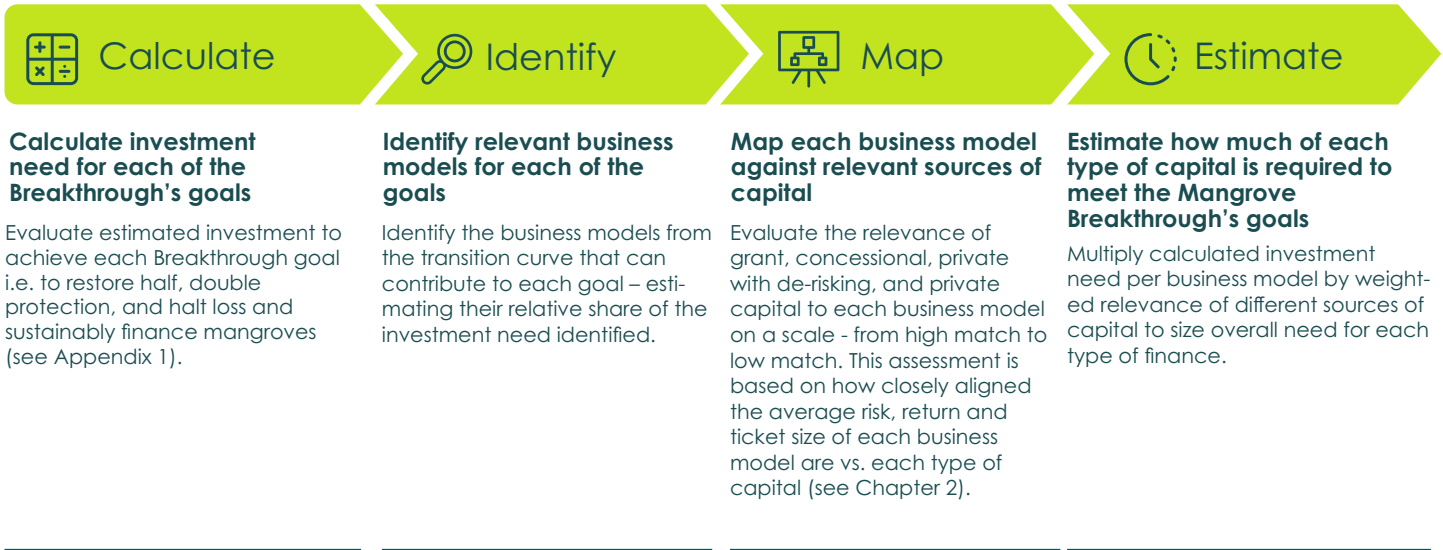 Calculate
Calculate investment
need for each of the
Breakthrough's goals
Evaluate estimated investment to
achieve each Breakthrough goal
i.e. to restore half, double
protection, and halt loss and
sustainably finance mangroves
(see Appendix 1).
Identify
Identify relevant business
models for each of the
goals
Identify the business models from
the transition curve that can
contribute to each goal – esti-
mating their relative share of the
investment need identified.
Map
Map each business model
against relevant sources of
capital
Evaluate the relevance of
grant, concessional, private
with de-risking, and private
capital to each business model
on a scale - from high match to
low match. This assessment is
based on how closely aligned
the average risk, return and
ticket size of each business
model are vs. each type of
capital (see Chapter 2).
Estimate
Estimate how much of each
type of capital is required to
meet the Mangrove
Breakthrough's goals
Multiply calculated investment
need per business model by weight-
ed relevance of different sources of
capital to size overall need for each
type of finance.